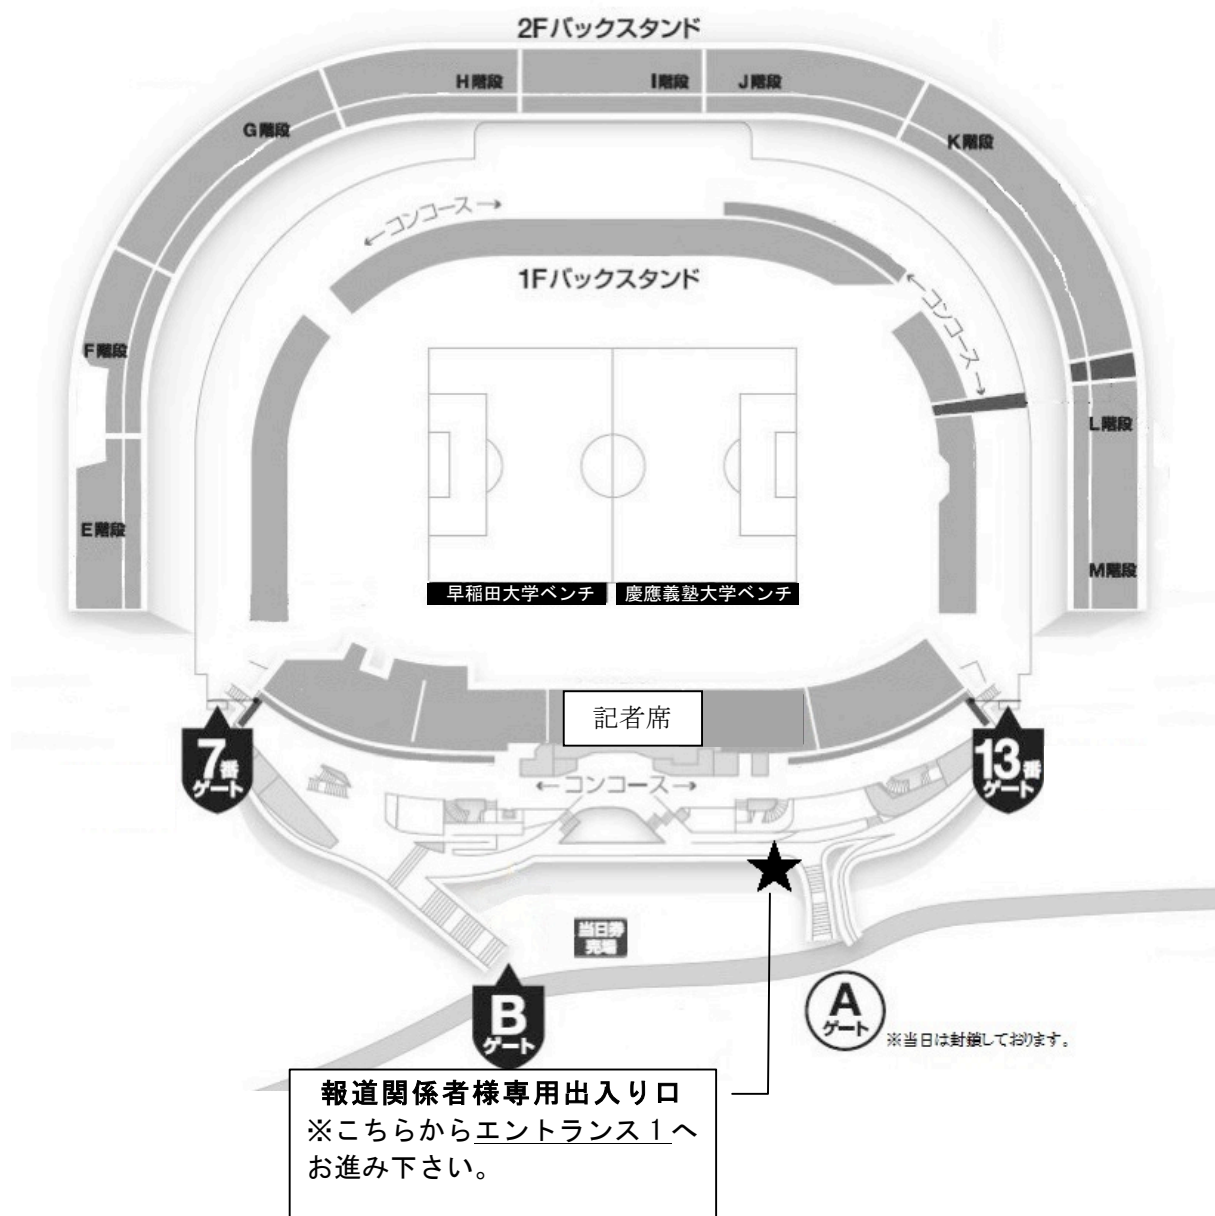 2Fバックスタンド
H階段
I階段
J階段
G階段
K階段
←コンコース→
1Fバックスタンド
←コンコース→
F階段
L階段
E階段
M階段
早稲田大学ベンチ
慶應義塾大学ベンチ
記者席
7番
ゲート
13番
ゲート
←コンコース→
当日券
売場
B
ゲート
A
ゲート
※当日は封鎖しております。
報道関係者様専用出入り口
※こちらからエントランス1へ
お進み下さい。